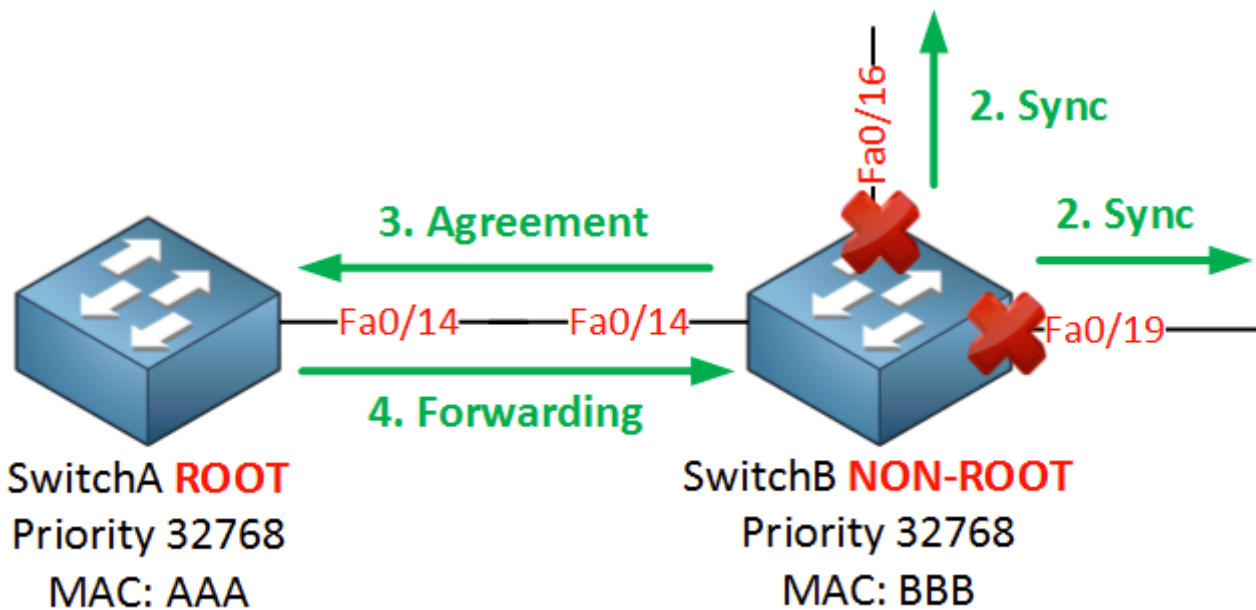 Fa0/16
2. Sync
2. Sync
3. Agreement
Fa0/14
Fa0/14
Fa0/19
4. Forwarding
SwitchA ROOT
Priority 32768
MAC: AAA
SwitchB NON-ROOT
Priority 32768
MAC: BBB